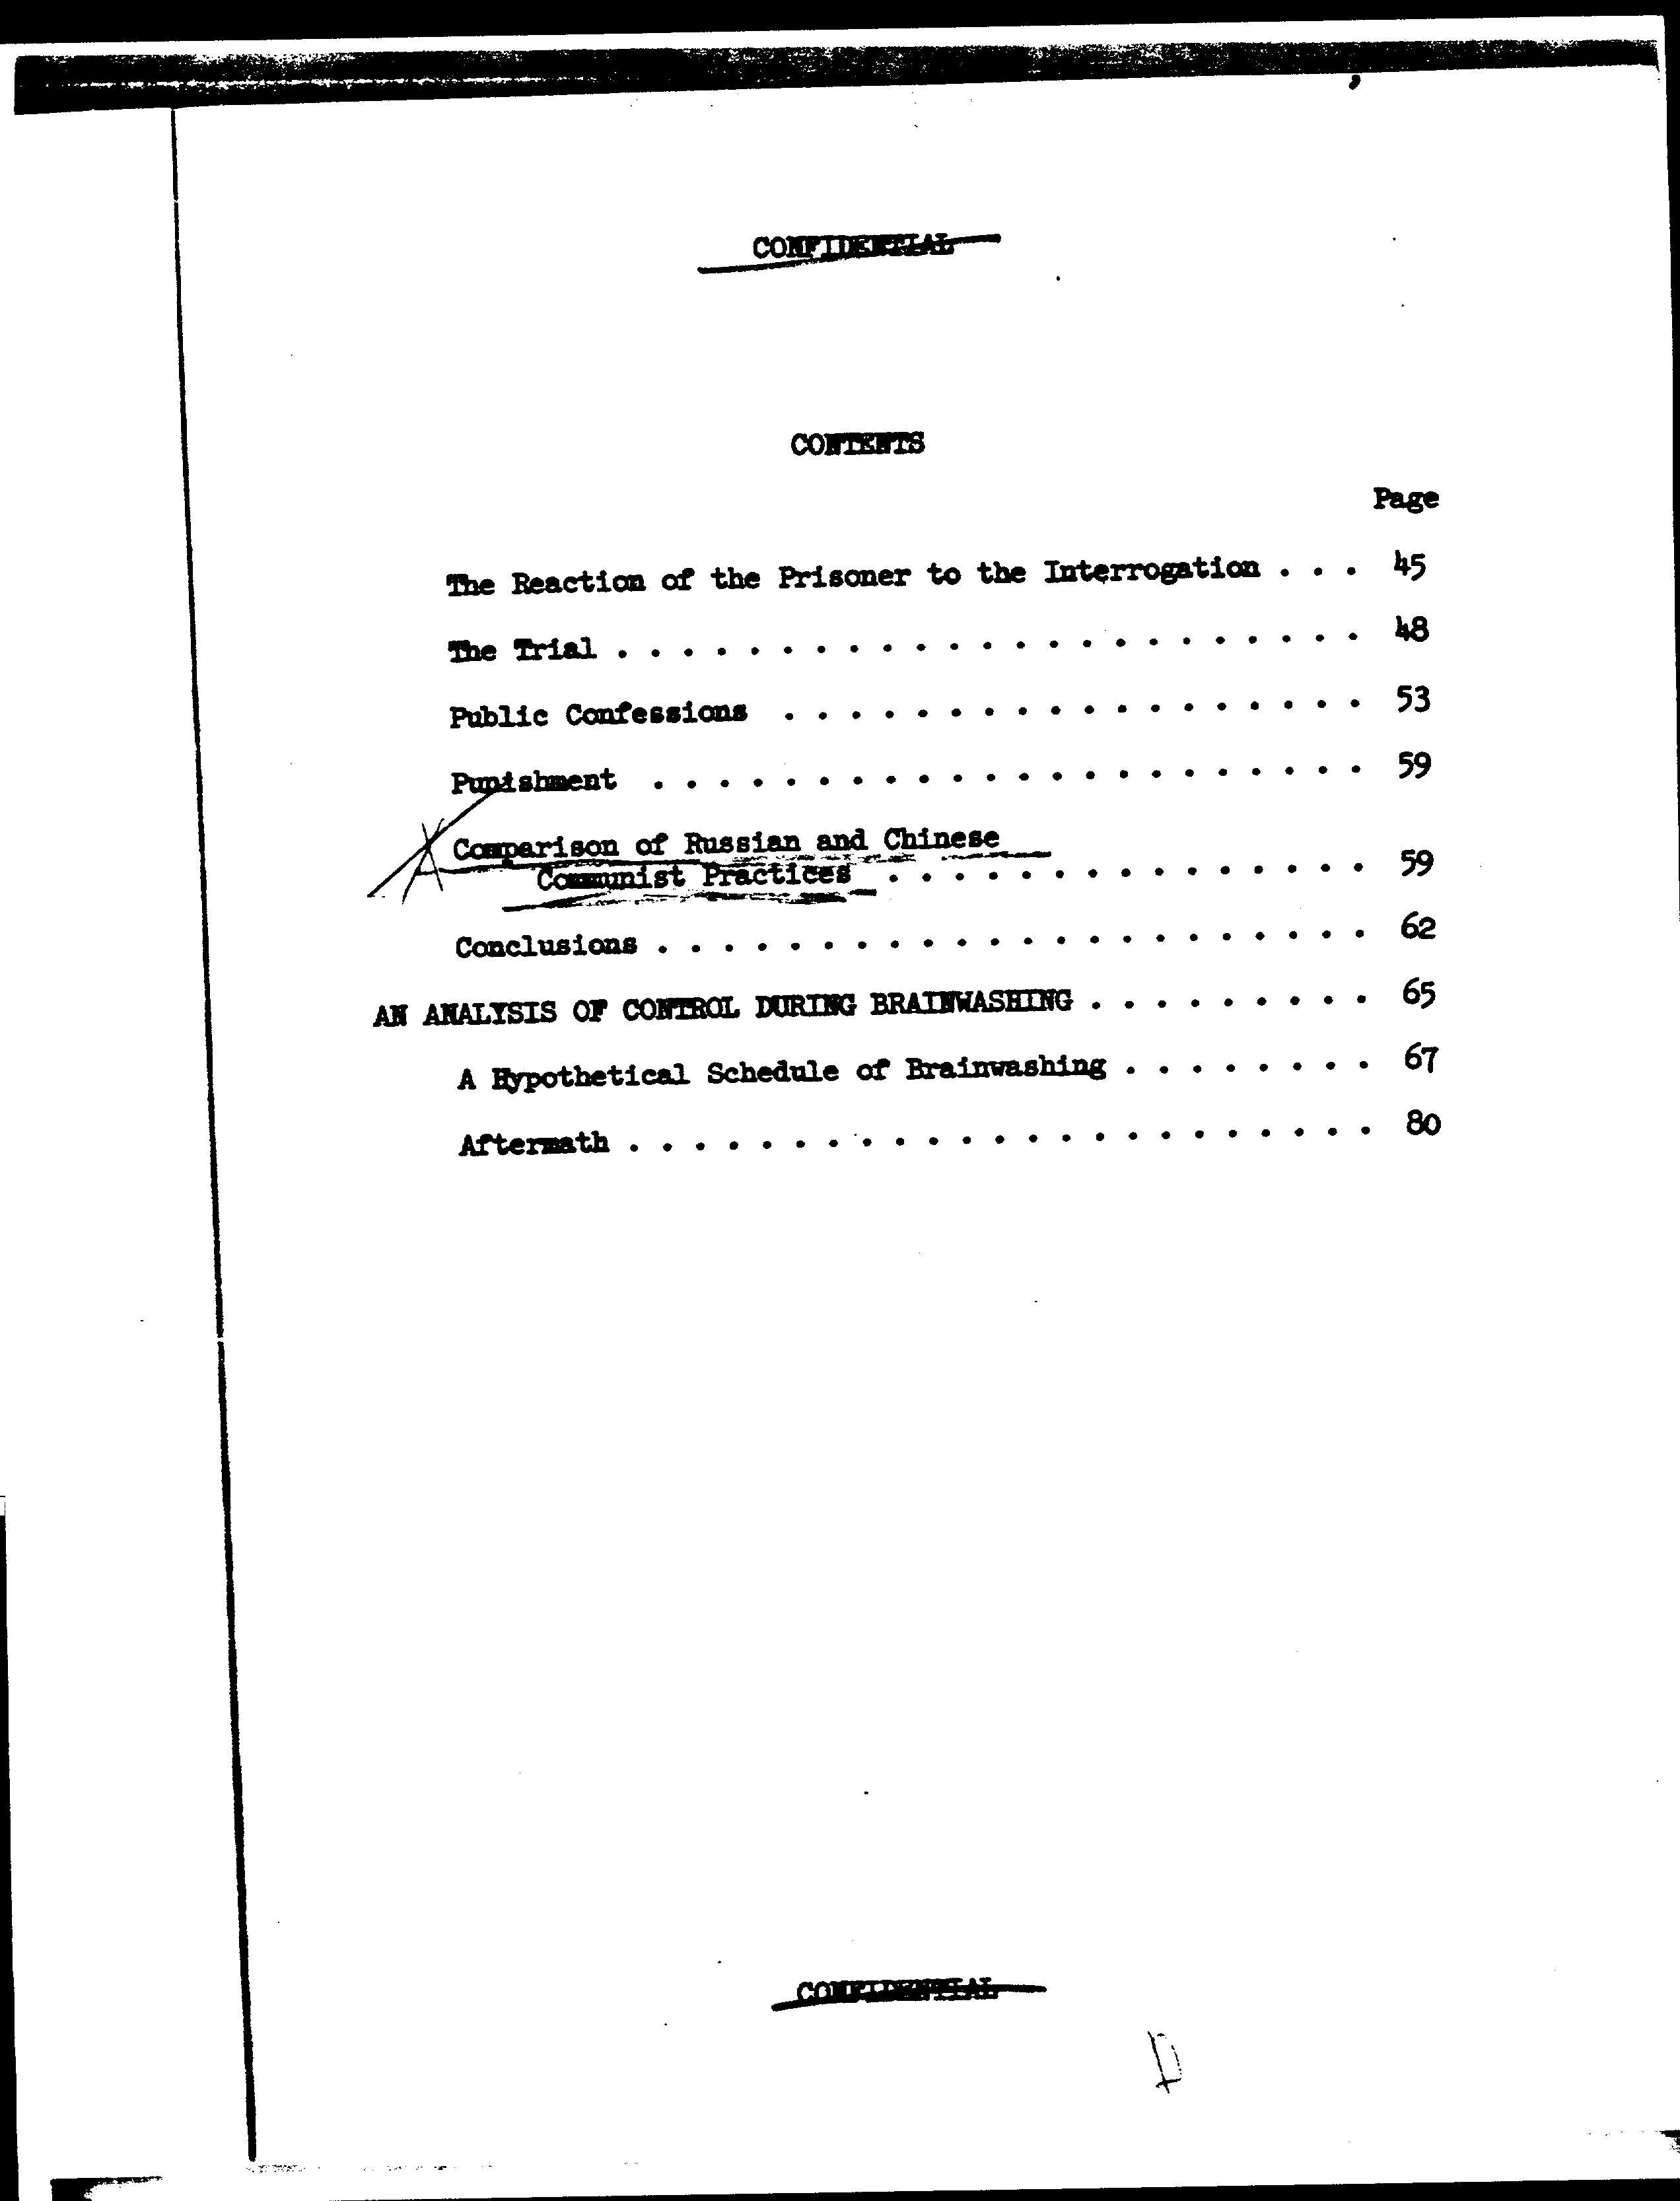 CONFIDENTIAL
CONTENTS
Page
The Reaction of the Prisoner to the Interrogation . . . 45
The Trial . . . . . . . . . . . . . . . . . . . . . . . 48
Public Confessions . . . . . . . . . . . . . . . . . . 53
Punishment . . . . . . . . . . . . . . . . . . . . . . 59
Comparison of Russian and Chinese
Communist Practices . . . . . . . . . . . . . . . 59
Conclusions . . . . . . . . . . . . . . . . . . . . . . 62
AN ANALYSIS OF CONTROL DURING BRAINWASHING . . . . . . . . . 65
A Hypothetical Schedule of Brainwashing . . . . . . . . 67
Aftermath . . . . . . . . . . . . . . . . . . . . . . . 80
CONFIDENTIAL